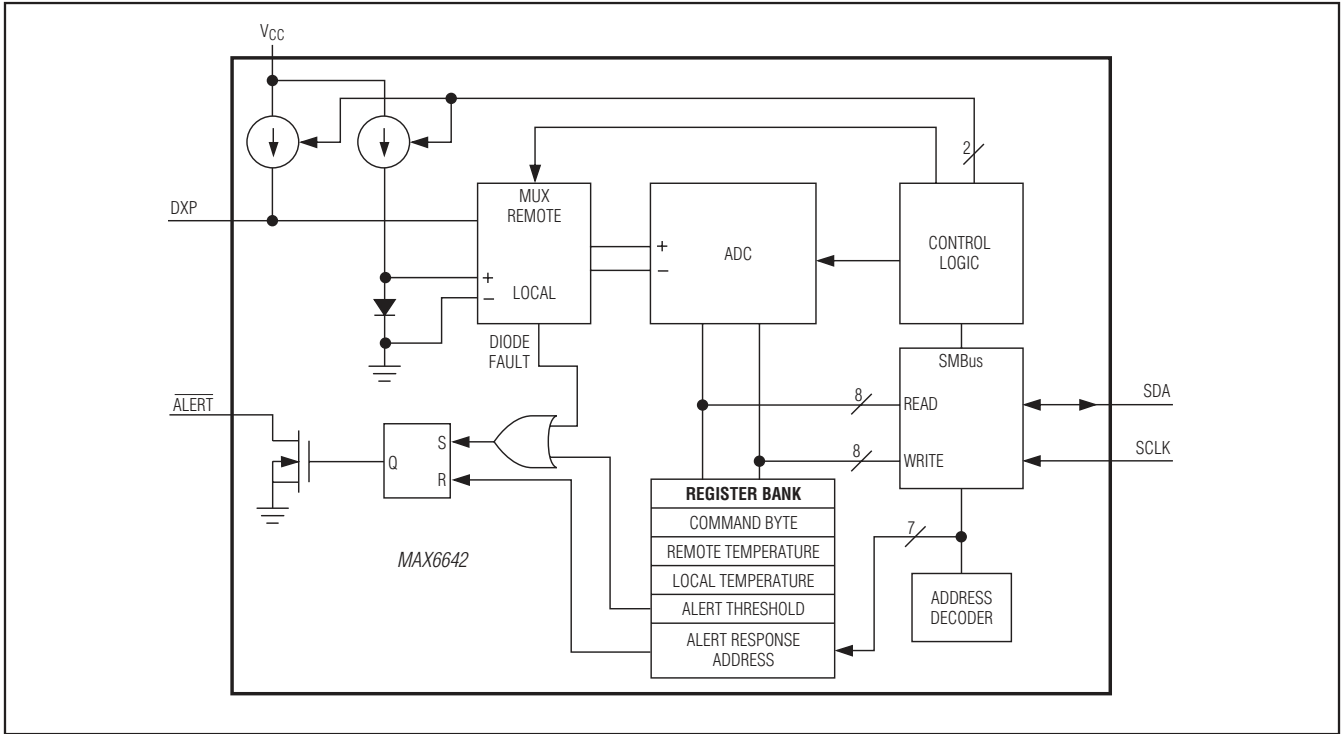 VCC
2
DXP
MUX
REMOTE
+
−
LOCAL
+
−
ADC
CONTROL
LOGIC
DIODE
FAULT
SMBus
ALERT
8
READ
SDA
S
Q
R
8
WRITE
SCLK
REGISTER BANK
COMMAND BYTE
REMOTE TEMPERATURE
LOCAL TEMPERATURE
ALERT THRESHOLD
ALERT RESPONSE
ADDRESS
7
MAX6642
ADDRESS
DECODER